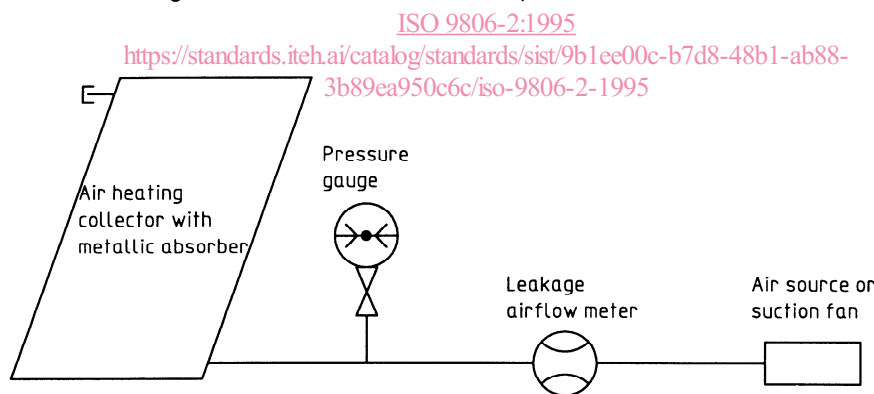 ISO 9806-2:1995
https://standards.iteh.ai/catalog/standards/sist/9b1ee00c-b7d8-48b1-ab88-
3b89ea950c6c/iso-9806-2-1995
Pressure
gauge
Air heating
collector with
metallic absorber
Leakage
airflow meter
Air source or
suction fan